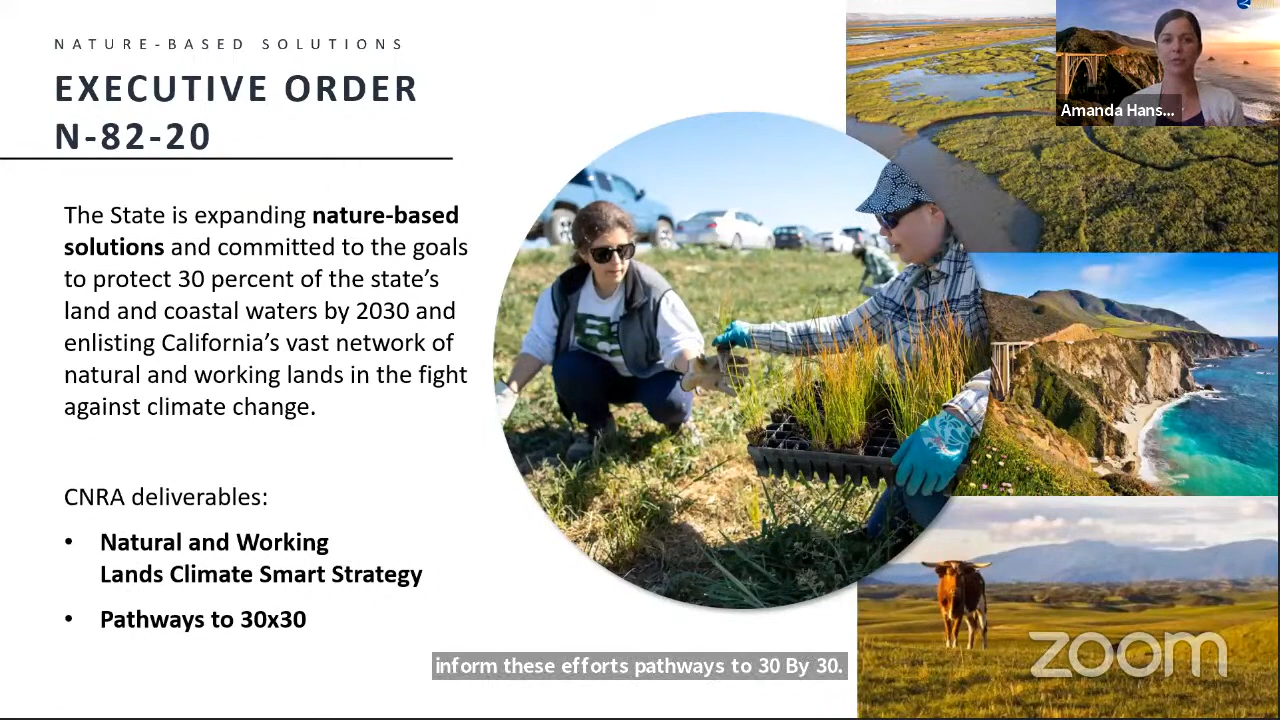 NATURE-BASED SOLUTIONS
EXECUTIVE ORDER
N-82-20
The State is expanding nature-based
solutions and committed to the goals
to protect 30 percent of the state’s
land and coastal waters by 2030 and
enlisting California’s vast network of
natural and working lands in the fight
against climate change.
CNRA deliverables:
• Natural and Working
Lands Climate Smart Strategy
• Pathways to 30x30
Amanda Hans...
inform these efforts pathways to 30 By 30.
zoom